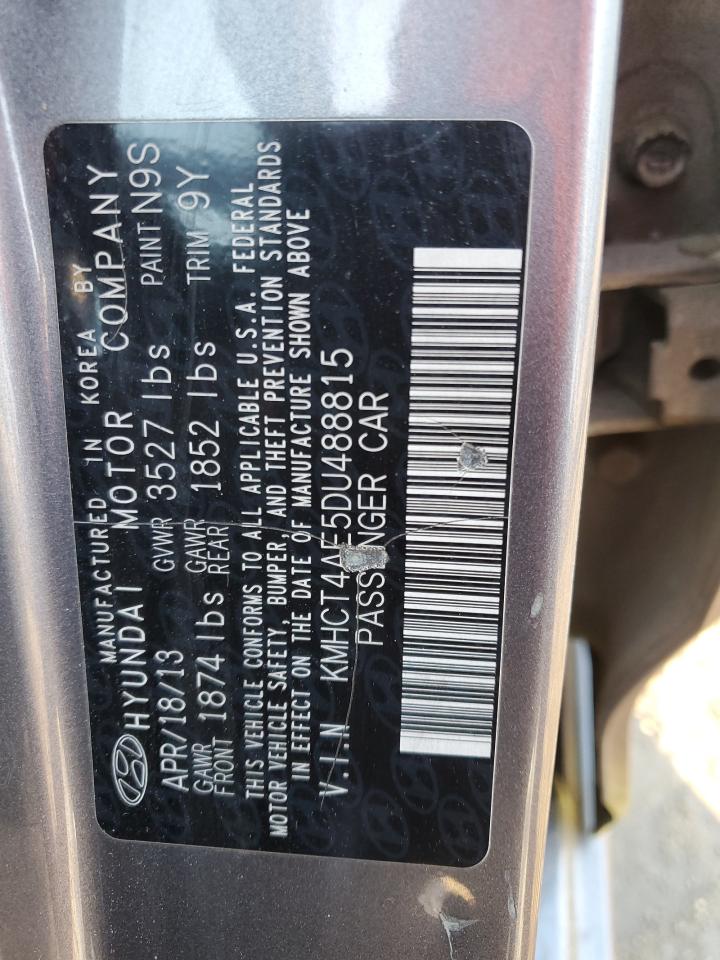 MANUFACTURED IN KOREA BY
HYUNDAI MOTOR COMPANY
APR/18/13 GVWR 3527 lbs PAINT N9S
GAWR FRONT 1874 lbs GAWR REAR 1852 lbs TRIM 9Y
THIS VEHICLE CONFORMS TO ALL APPLICABLE U.S.A. FEDERAL
MOTOR VEHICLE SAFETY, BUMPER, AND THEFT PREVENTION STANDARDS
IN EFFECT ON THE DATE OF MANUFACTURE SHOWN ABOVE
V.I.N KMHCT4AE5DU488815
PASSENGER CAR